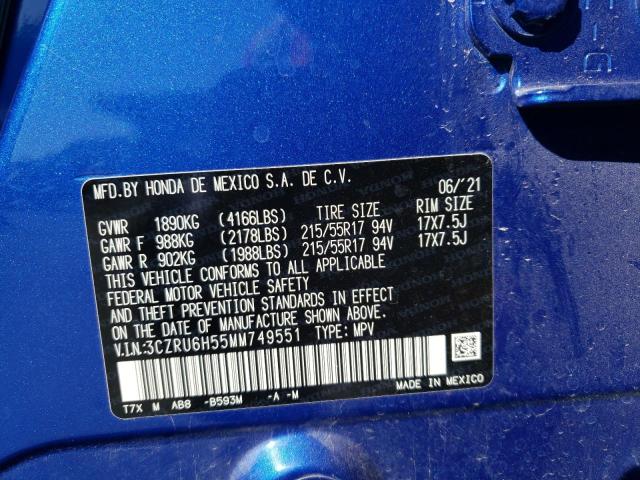 MFD.BY HONDA DE MEXICO S.A. DE C.V. 06/'21
GVWR 1890KG (4166LBS) TIRE SIZE RIM SIZE
GAWR F 988KG (2178LBS) 215/55R17 94V 17X7.5J
GAWR R 902KG (1988LBS) 215/55R17 94V 17X7.5J
THIS VEHICLE CONFORMS TO ALL APPLICABLE
FEDERAL MOTOR VEHICLE SAFETY
AND THEFT PREVENTION STANDARDS IN EFFECT
ON THE DATE OF MANUFACTURE SHOWN ABOVE.
V.I.N:3CZRU6H55MM749551 TYPE: MPV
T7X M AB8 -B593M -A -M
MADE IN MEXICO